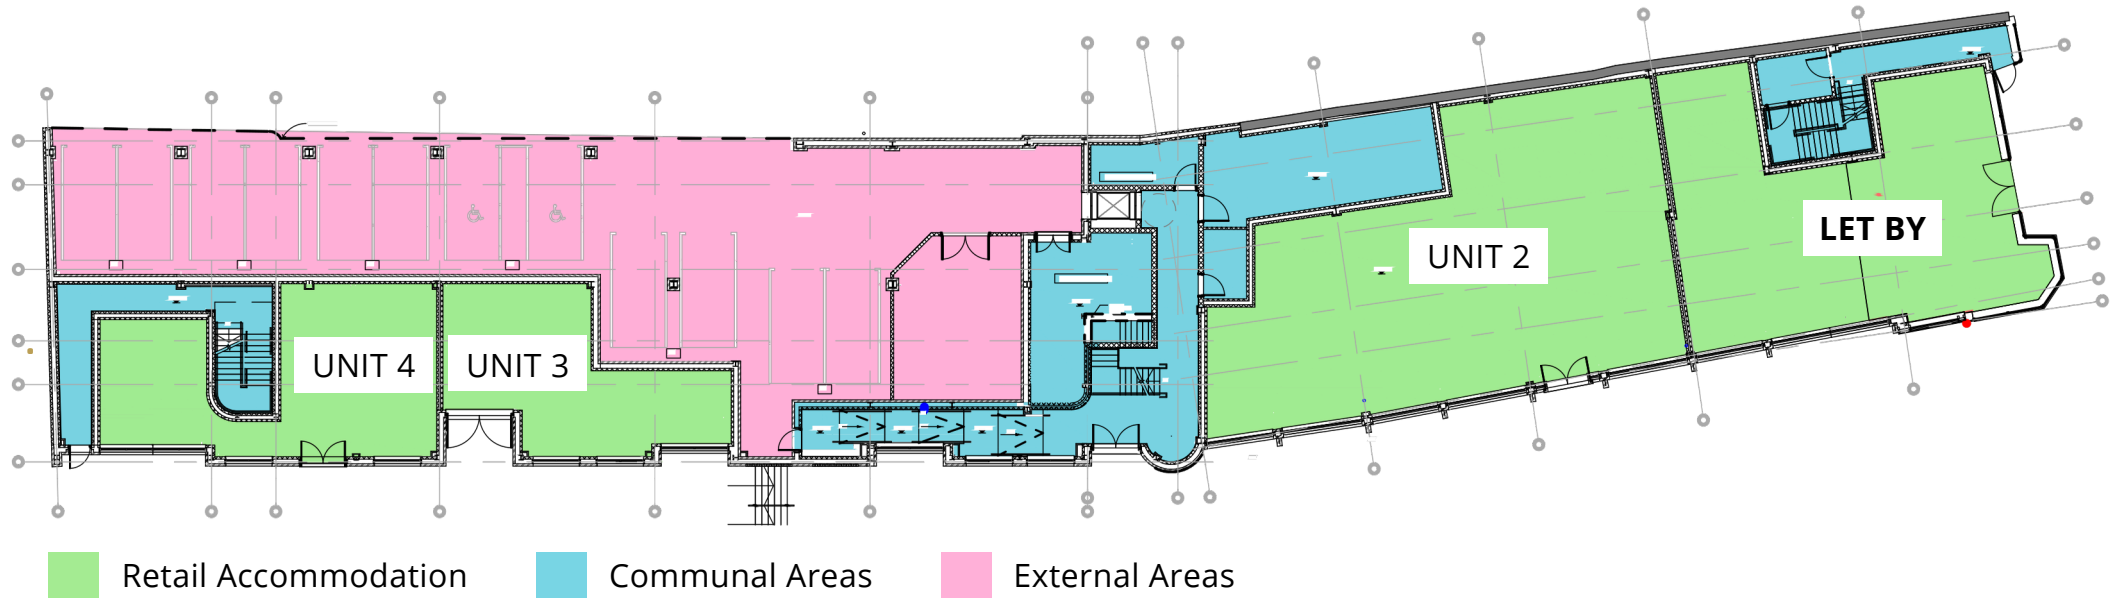 LET BY
UNIT 2
UNIT 4
UNIT 3
Retail Accommodation
Communal Areas
External Areas